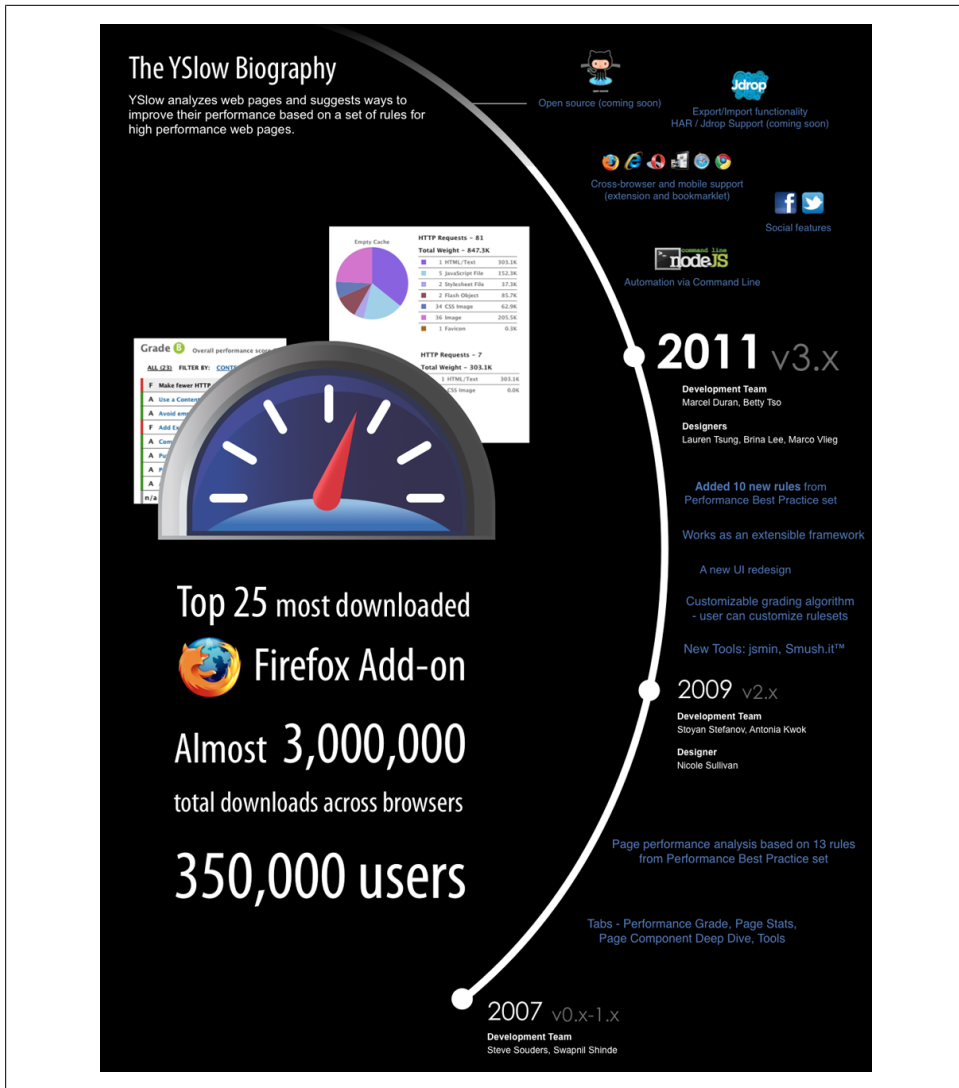 The YSlow Biography
YSlow analyzes web pages and suggests ways to
improve their performance based on a set of rules for
high performance web pages.
open source
Open source (coming soon)
Jdrop
Export/Import functionality
HAR / Jdrop Support (coming soon)
Cross-browser and mobile support
(extension and bookmarklet)
Social features
command line
nodeJS
Automation via Command Line
Empty Cache
HTTP Requests - 81
Total Weight - 847.3K
1 HTML/Text 303.1K
5 JavaScript File 152.3K
2 Stylesheet File 37.3K
2 Flash Object 85.7K
34 CSS Image 62.9K
36 Image 205.5K
1 Favicon 0.3K
HTTP Requests - 7
Total Weight - 303.1K
1 HTML/Text 303.1K
CSS Image 0.0K
Grade B Overall performance score
ALL (23) FILTER BY:
F Make fewer HTTP
A Use a Content
A Avoid
F Add
A
A
A
A
n/a
2011 v3.x
Development Team
Marcel Duran, Betty Tso
Designers
Lauren Tsung, Brina Lee, Marco Vlieg
Added 10 new rules from
Performance Best Practice set
Works as an extensible framework
A new UI redesign
Customizable grading algorithm
- user can customize rulesets
New Tools: jsmin, Smush.it™
2009 v2.x
Development Team
Stoyan Stefanov, Antonia Kwok
Designer
Nicole Sullivan
Page performance analysis based on 13 rules
from Performance Best Practice set
Tabs - Performance Grade, Page Stats,
Page Component Deep Dive, Tools
2007 v0.x-1.x
Development Team
Steve Souders, Swapnil Shinde
Top 25 most downloaded
Firefox Add-on
Almost 3,000,000
total downloads across browsers
350,000 users